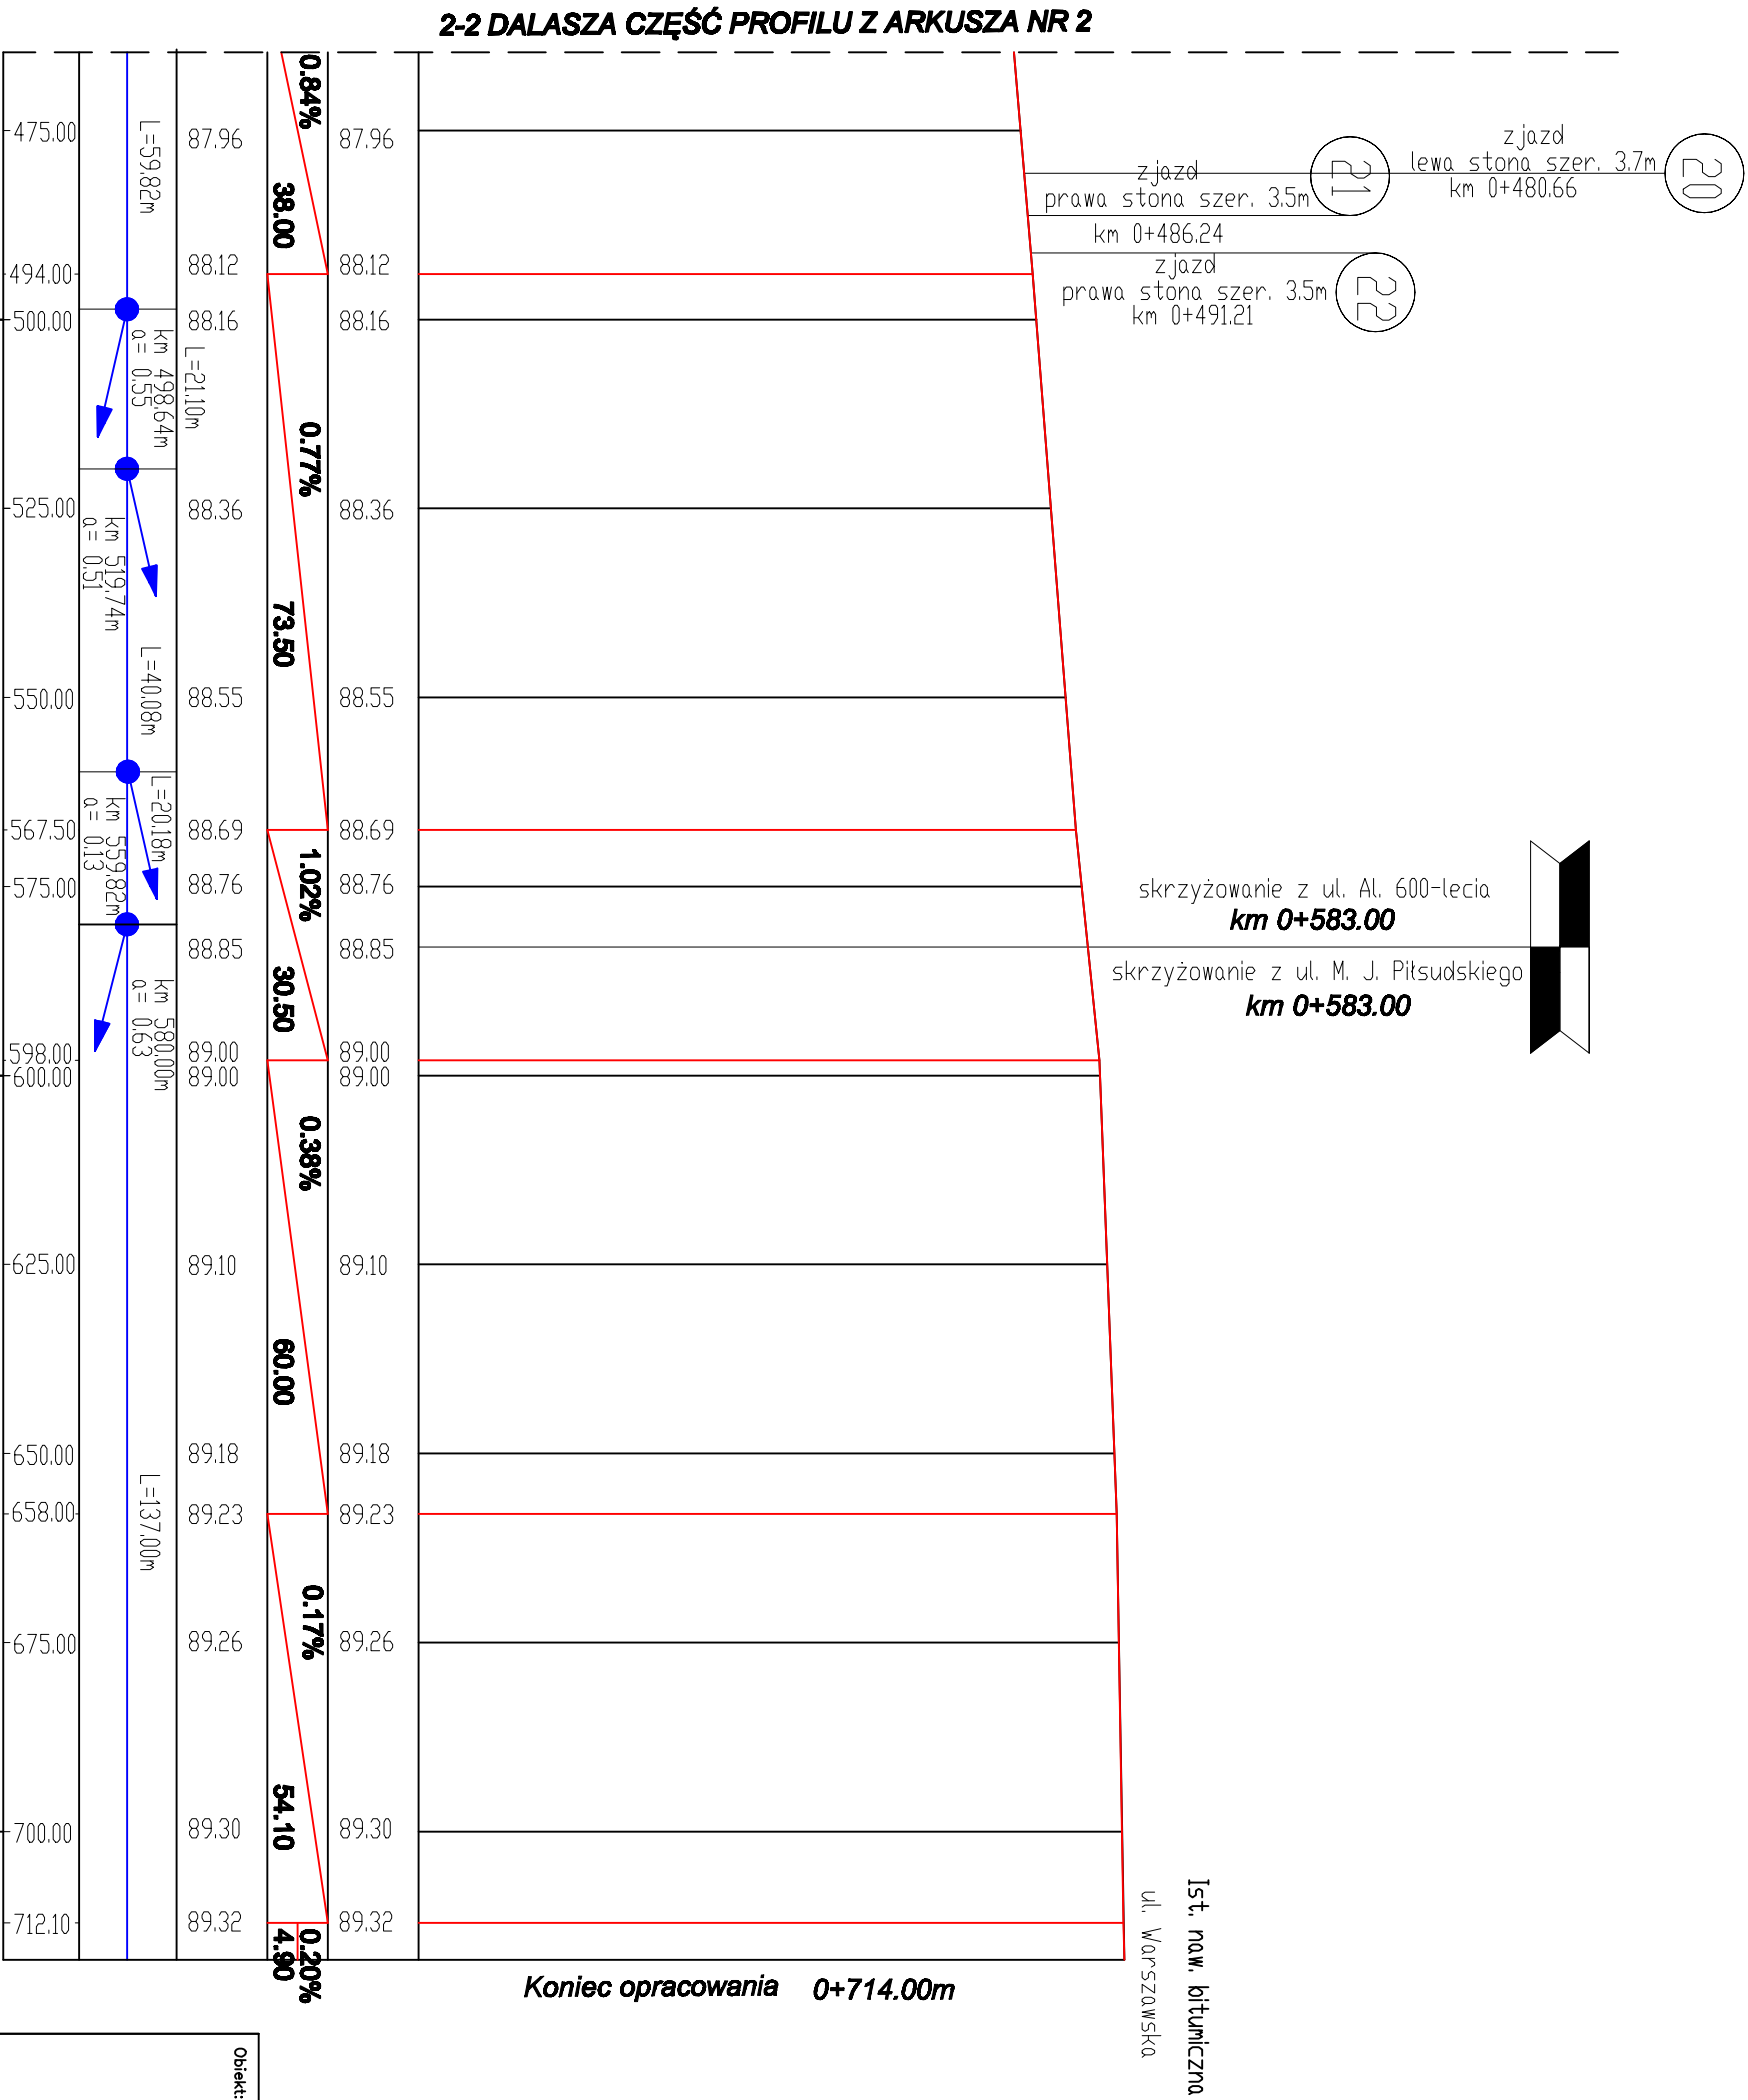 2-2 DALASZA CZĘŚĆ PROFILU Z ARKUSZA NR 2
zjazd
lewa stona szer. 3.7m
km 0+480.66
20
zjazd
prawa stona szer. 3.5m
km 0+486.24
21
zjazd
prawa stona szer. 3.5m
km 0+491.21
22
skrzyżowanie z ul. Al. 600-lecia
km 0+583.00
skrzyżowanie z ul. M. J. Piłsudskiego
km 0+583.00
475.00
494.00
500.00
525.00
550.00
567.50
575.00
598.00
600.00
625.00
650.00
658.00
675.00
700.00
712.10
L=59.82m
km 498.64m
a= 0.55
L=21.10m
km 519.74m
a= 0.51
L=40.08m
L=20.18m
km 559.82m
a= 0.13
km 580.00m
a= 0.63
L=137.00m
87.96
88.12
88.16
88.36
88.55
88.69
88.76
88.85
89.00
89.00
89.10
89.18
89.23
89.26
89.30
89.32
0.84%
38.00
0.77%
73.50
1.02%
30.50
0.38%
60.00
0.17%
54.10
0.20%
4.90
87.96
88.12
88.16
88.36
88.55
88.69
88.76
88.85
89.00
89.00
89.10
89.18
89.23
89.26
89.30
89.32
Koniec opracowania 0+714.00m
Ist. naw. bitumiczna
ul. Warszawska
Obiekt: